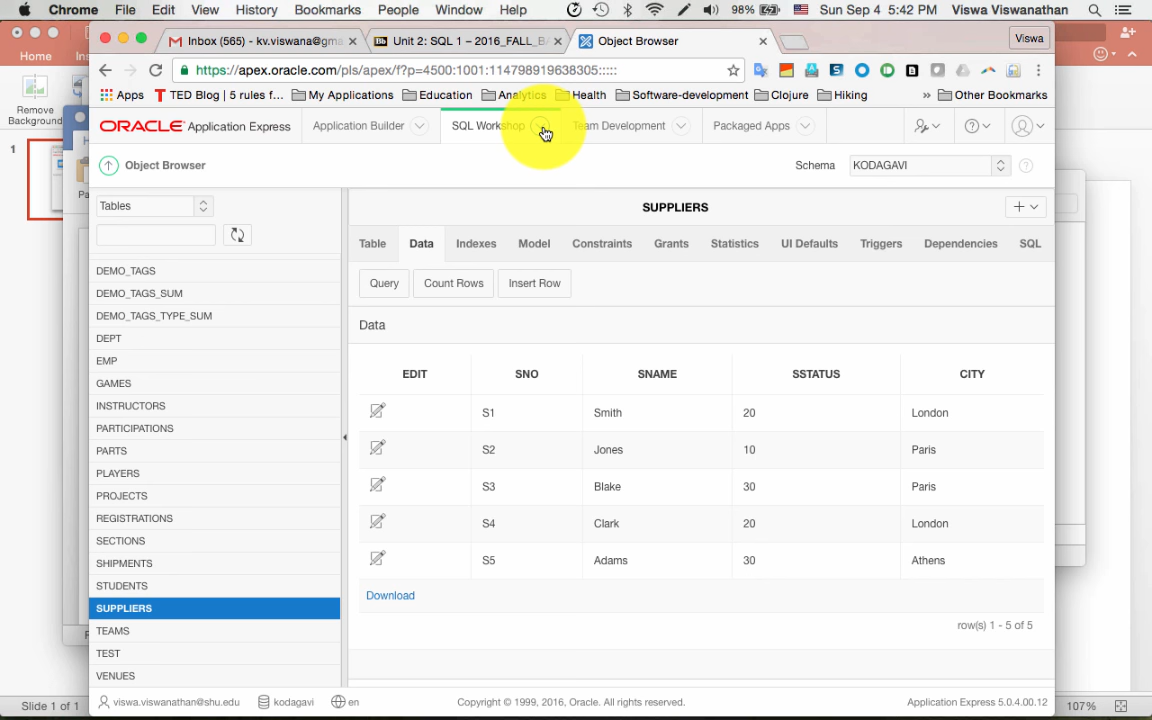 Chrome File Edit View History Bookmarks People Window Help 98% Sun Sep 4 5:42 PM Viswa Viswanathan
Inbox (565) - kv.viswana@gm
Unit 2: SQL 1 – 2016_FALL_BA
Object Browser
Viswa
https://apex.oracle.com/pls/apex/f?p=4500:1001:114798919638305:::::
Apps TED Blog | 5 rules f... My Applications Education Analytics Health Software-development Clojure Hiking » Other Bookmarks
Home
Remove
Background
1
ORACLE Application Express Application Builder SQL Workshop Team Development Packaged Apps
Object Browser Schema KODAGAVI
Tables
SUPPLIERS
Table Data Indexes Model Constraints Grants Statistics UI Defaults Triggers Dependencies SQL
Query Count Rows Insert Row
Data
EDIT SNO SNAME SSTATUS CITY
S1 Smith 20 London
S2 Jones 10 Paris
S3 Blake 30 Paris
S4 Clark 20 London
S5 Adams 30 Athens
Download
row(s) 1 - 5 of 5
DEMO_TAGS
DEMO_TAGS_SUM
DEMO_TAGS_TYPE_SUM
DEPT
EMP
GAMES
INSTRUCTORS
PARTICIPATIONS
PARTS
PLAYERS
PROJECTS
REGISTRATIONS
SECTIONS
SHIPMENTS
STUDENTS
SUPPLIERS
TEAMS
TEST
VENUES
viswa.viswanathan@shu.edu kodagavi en Copyright © 1999, 2016, Oracle. All rights reserved. Application Express 5.0.4.00.12
Slide 1 of 1
107%